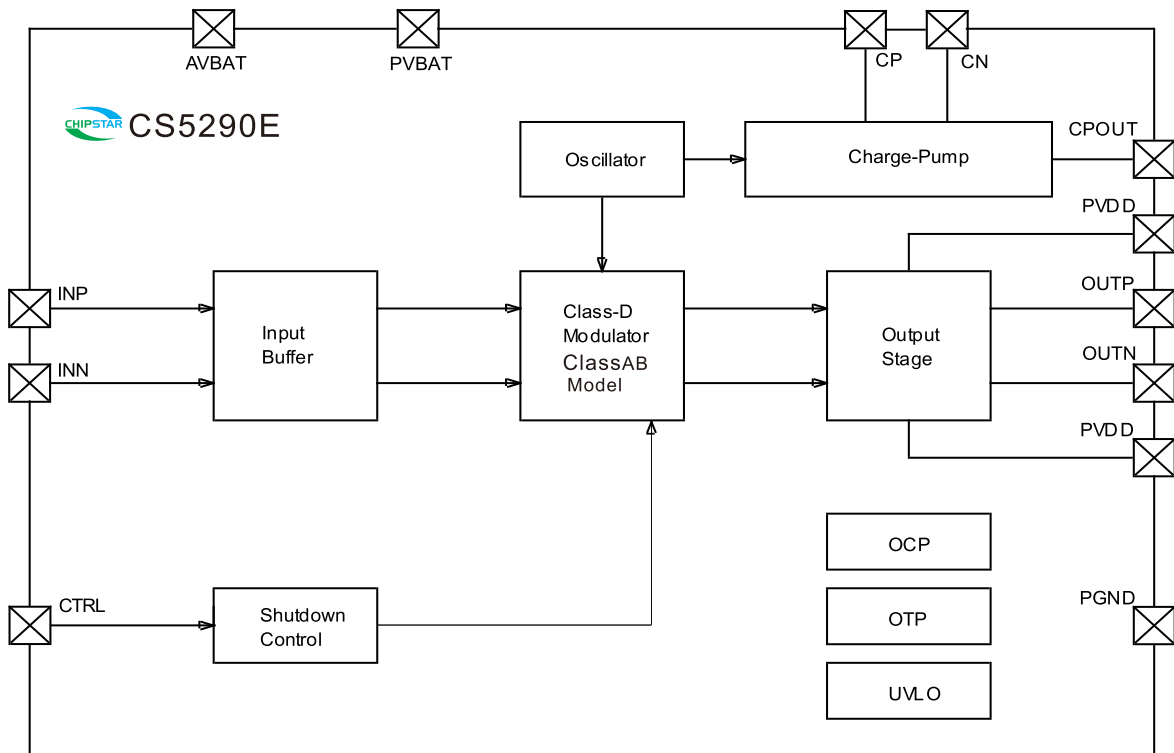 AVBAT
PVBAT
CP
CN
CHIPSTAR CS5290E
CPOUT
Oscillator
Charge-Pump
PVDD
INP
OUTP
Input
Buffer
Class-D
Modulator
ClassAB
Model
Output
Stage
INN
OUTN
PVDD
OCP
CTRL
Shutdown
Control
OTP
PGND
UVLO